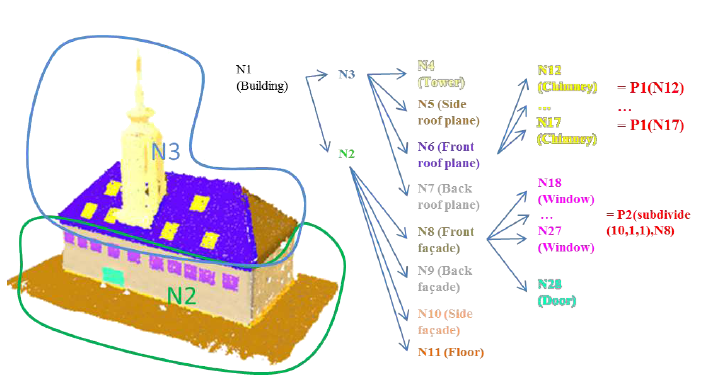 N3
N2
N1
(Building)
N3
N2
N4
(Tower)
N5 (Side
roof plane)
N6 (Front
roof plane)
N7 (Back
roof plane)
N8 (Front
façade)
N9 (Back
façade)
N10 (Side
façade)
N11 (Floor)
N12
(Chimney)
...
N17
(Chimney)
N18
(Window)
...
N27
(Window)
N28
(Door)
= P1(N12)
...
= P1(N17)
= P2(subdivide
(10,1,1),N8)